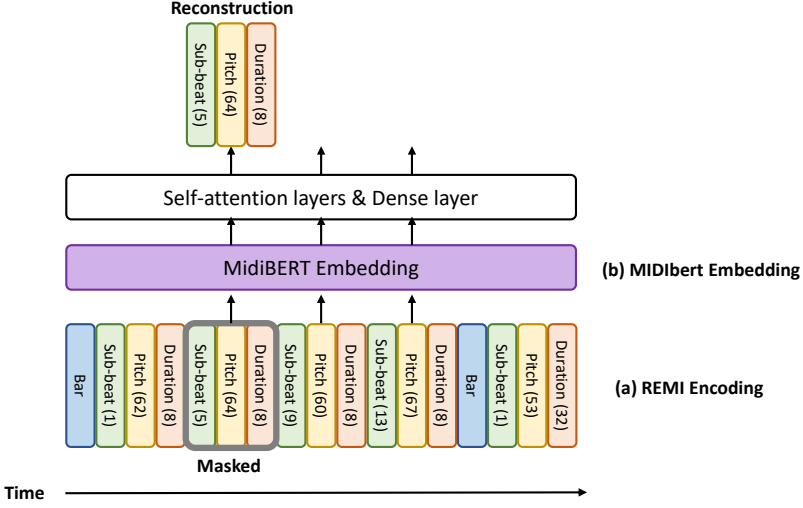 Reconstruction
Sub-beat (5)
Pitch (64)
Duration (8)
Self-attention layers & Dense layer
MidiBERT Embedding
(b) MIDIbert Embedding
Bar
Sub-beat (1)
Pitch (62)
Duration (8)
Sub-beat (5)
Pitch (64)
Duration (8)
Sub-beat (9)
Pitch (60)
Duration (8)
Sub-beat (13)
Pitch (67)
Duration (8)
Bar
Sub-beat (1)
Pitch (53)
Duration (32)
(a) REMI Encoding
Masked
Time